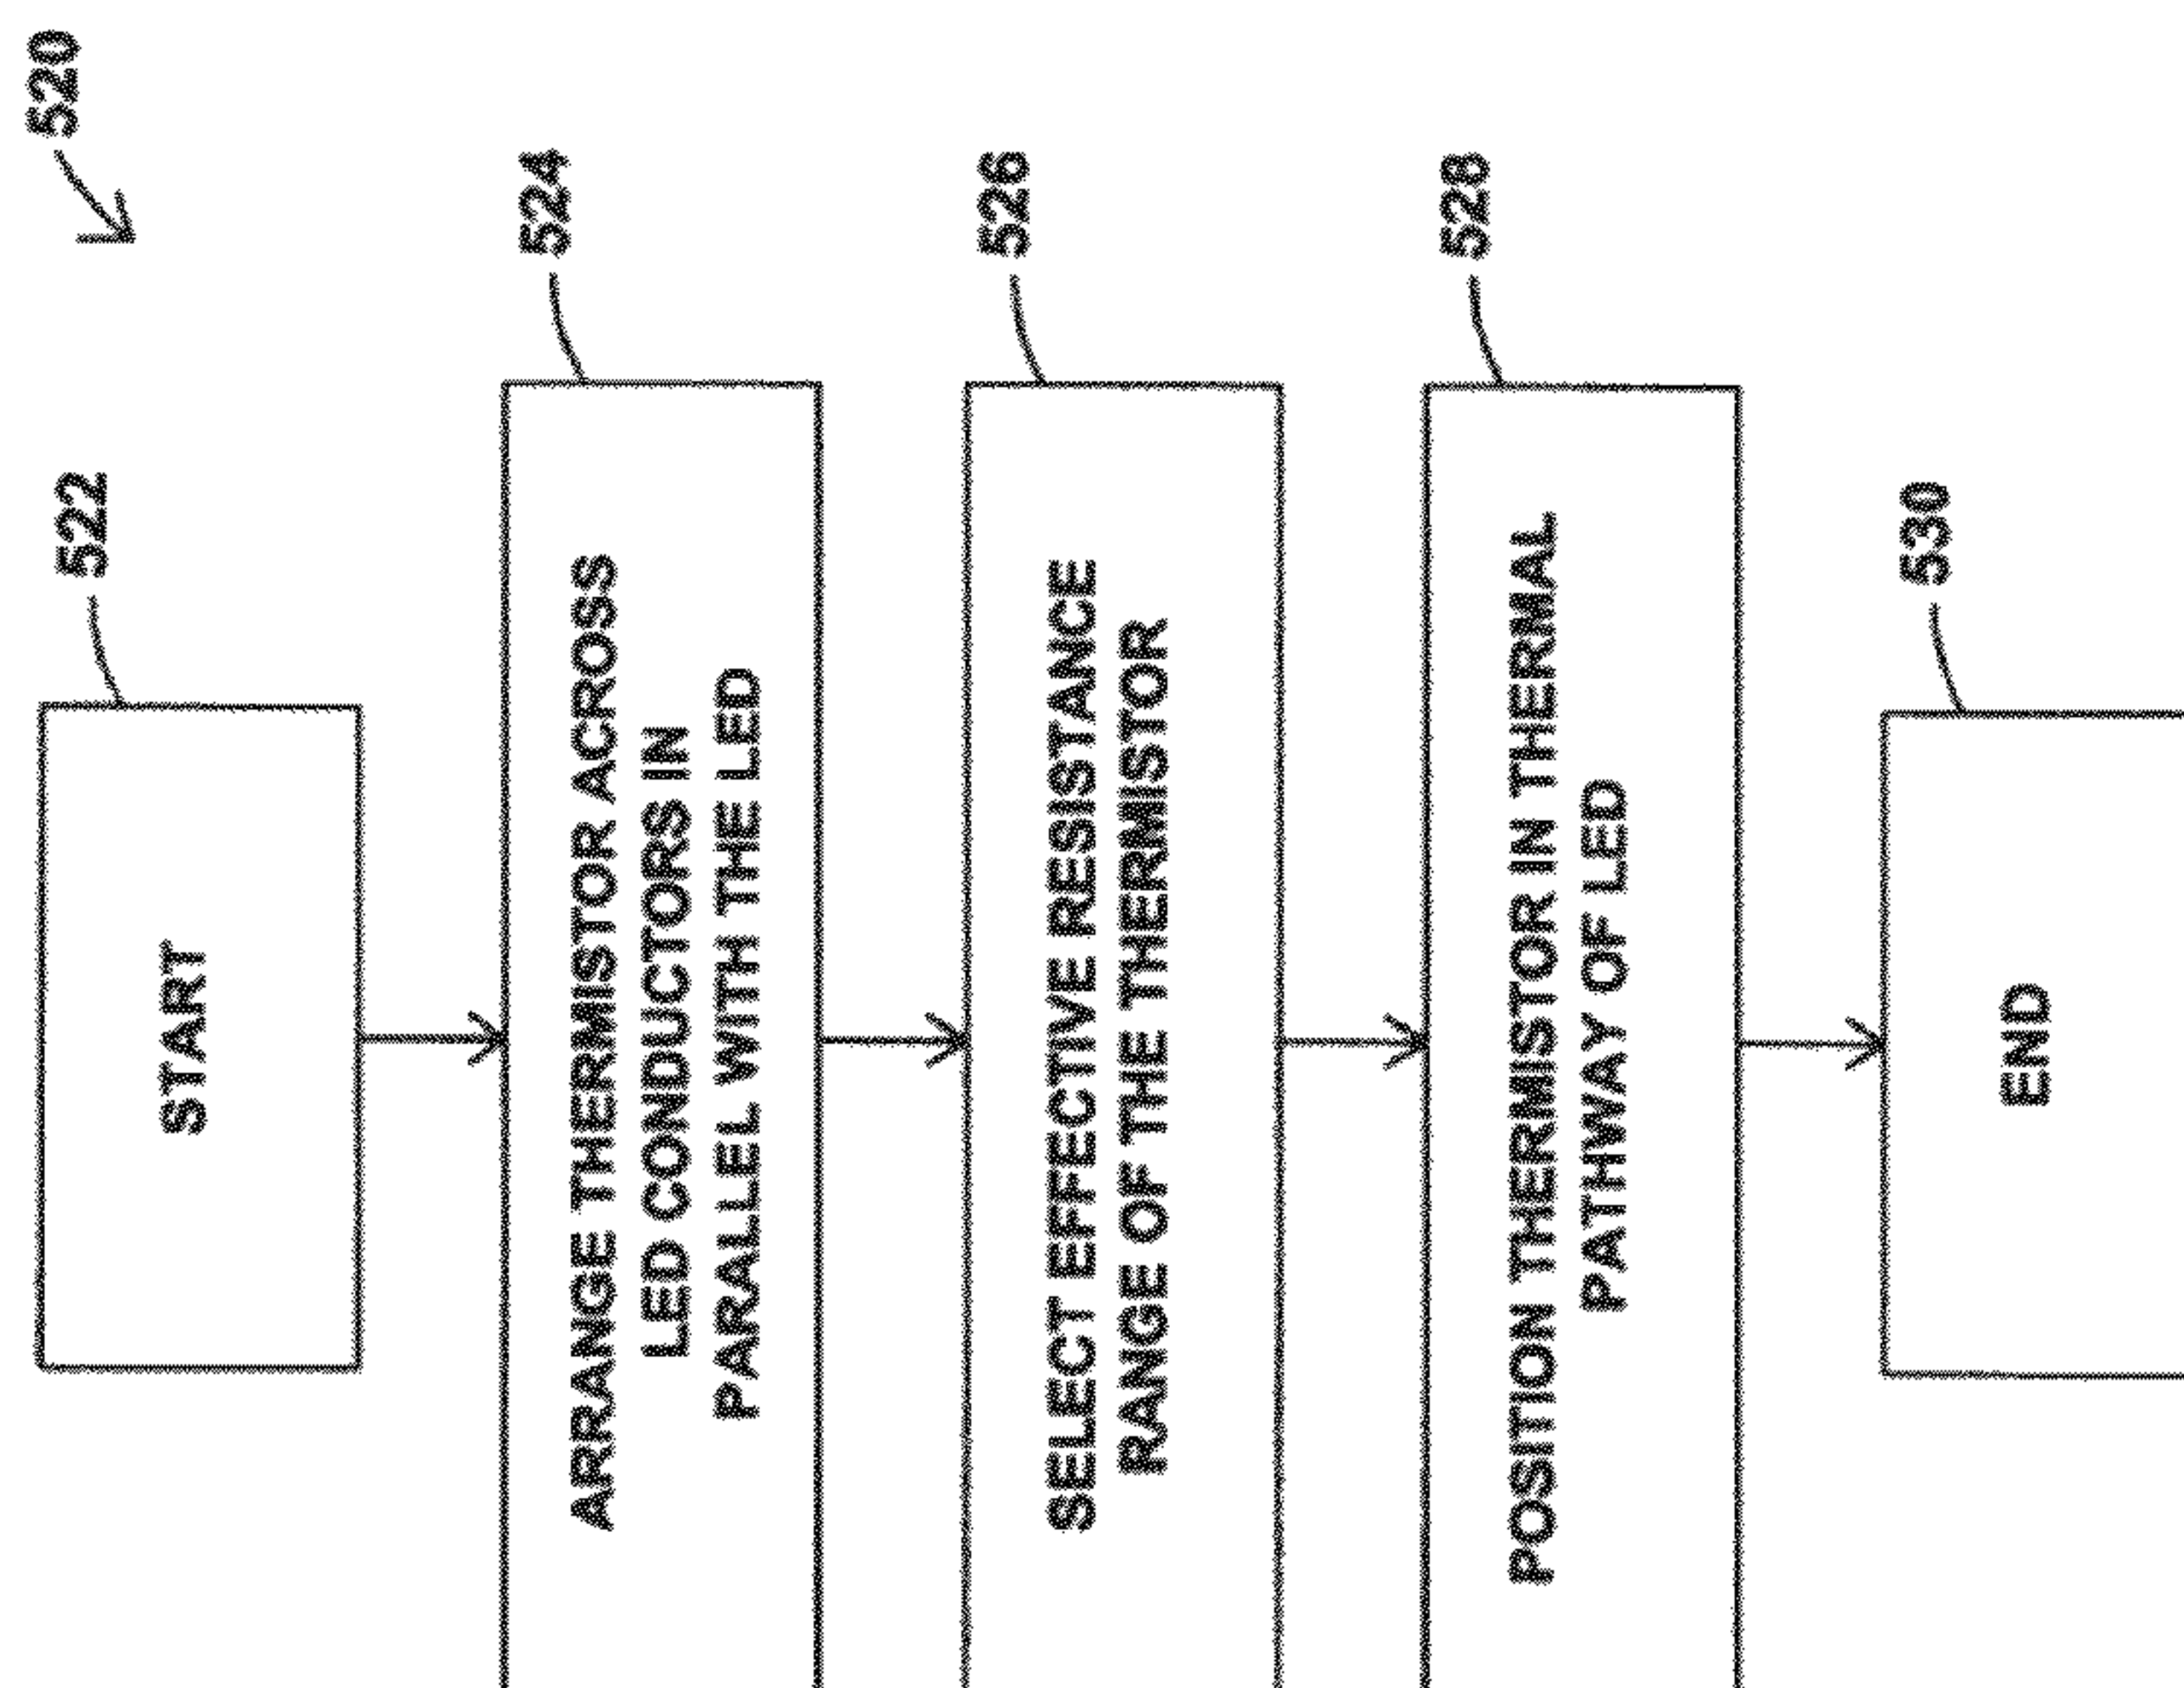 520
522
START
524
ARRANGE THERMISTOR ACROSS
LED CONDUCTORS IN
PARALLEL WITH THE LED
526
SELECT EFFECTIVE RESISTANCE
RANGE OF THE THERMISTOR
528
POSITION THERMISTOR IN THERMAL
PATHWAY OF LED
530
END